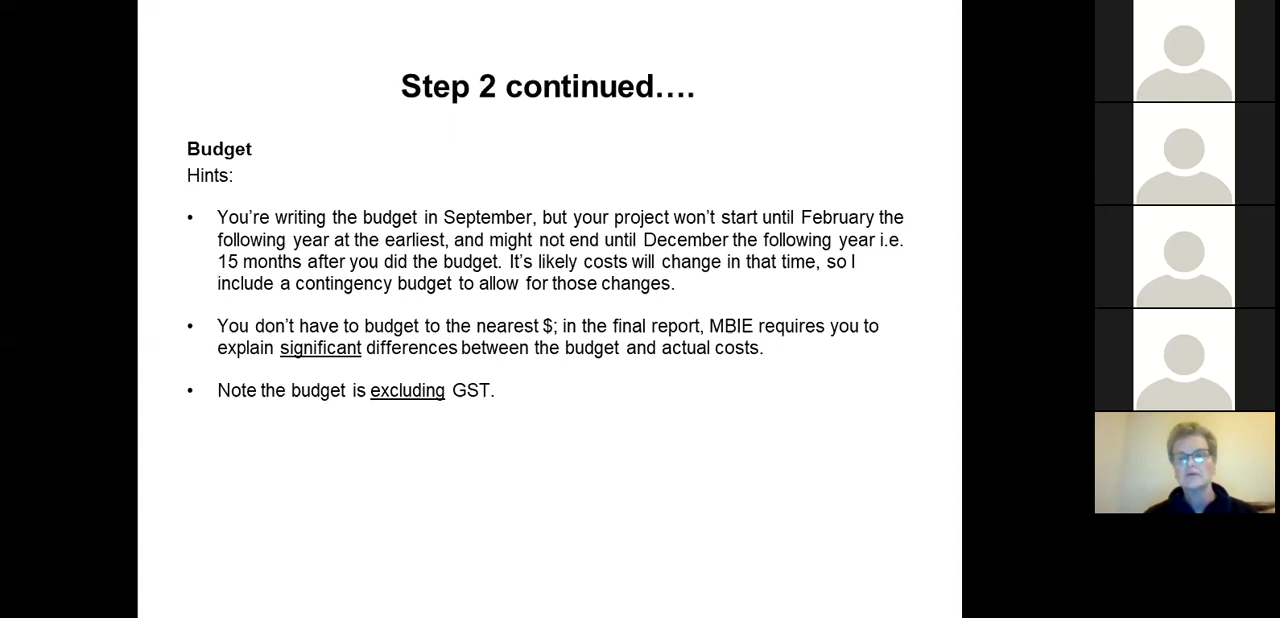 Step 2 continued….
Budget
Hints:
• You’re writing the budget in September, but your project won’t start until February the
following year at the earliest, and might not end until December the following year i.e.
15 months after you did the budget. It’s likely costs will change in that time, so I
include a contingency budget to allow for those changes.
• You don’t have to budget to the nearest $; in the final report, MBIE requires you to
explain significant differences between the budget and actual costs.
• Note the budget is excluding GST.